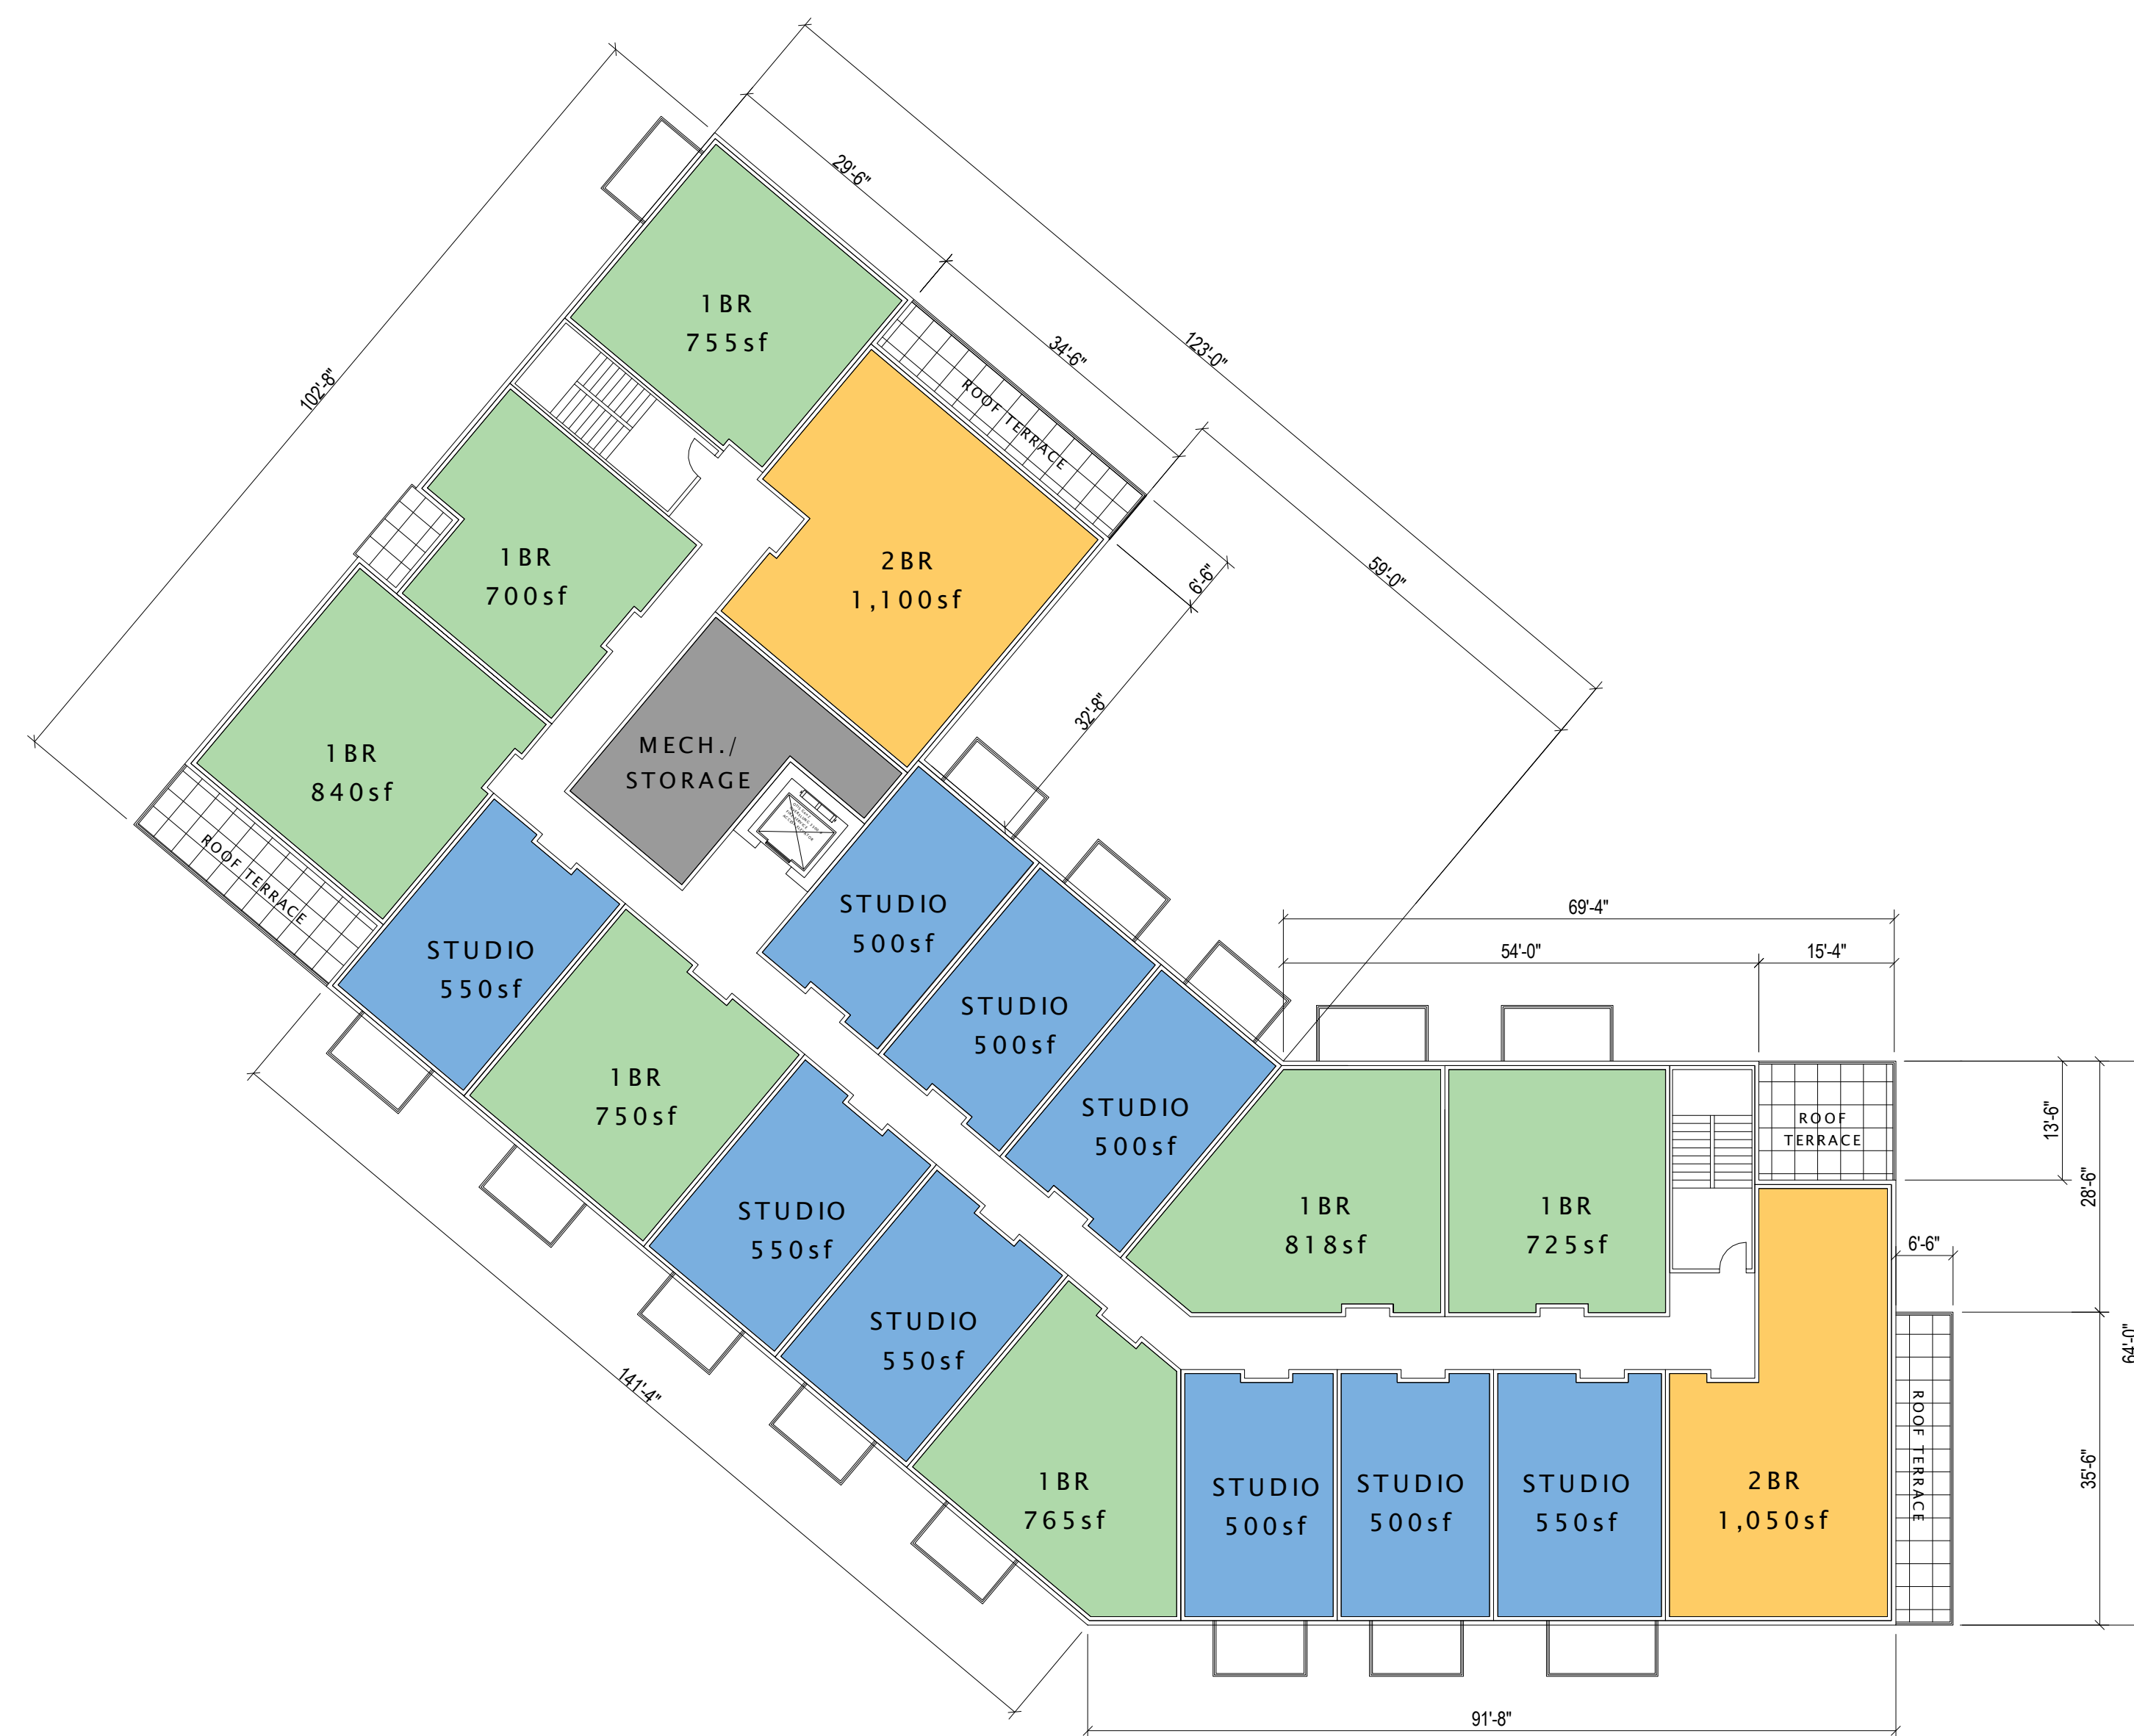 29'-6"
123'-0"
34'-6"
102'-8"
1BR
755sf
ROOF TERRACE
59'-0"
6'-6"
32'-8"
1BR
700sf
2BR
1,100sf
MECH./
STORAGE
1BR
840sf
ROOF TERRACE
STUDIO
550sf
STUDIO
500sf
STUDIO
500sf
STUDIO
500sf
69'-4"
54'-0"
15'-4"
1BR
750sf
STUDIO
550sf
STUDIO
550sf
1BR
818sf
1BR
725sf
ROOF
TERRACE
13'-6"
28'-6"
6'-6"
64'-0"
35'-6"
ROOF TERRACE
141'-4"
1BR
765sf
STUDIO
500sf
STUDIO
500sf
STUDIO
550sf
2BR
1,050sf
91'-8"